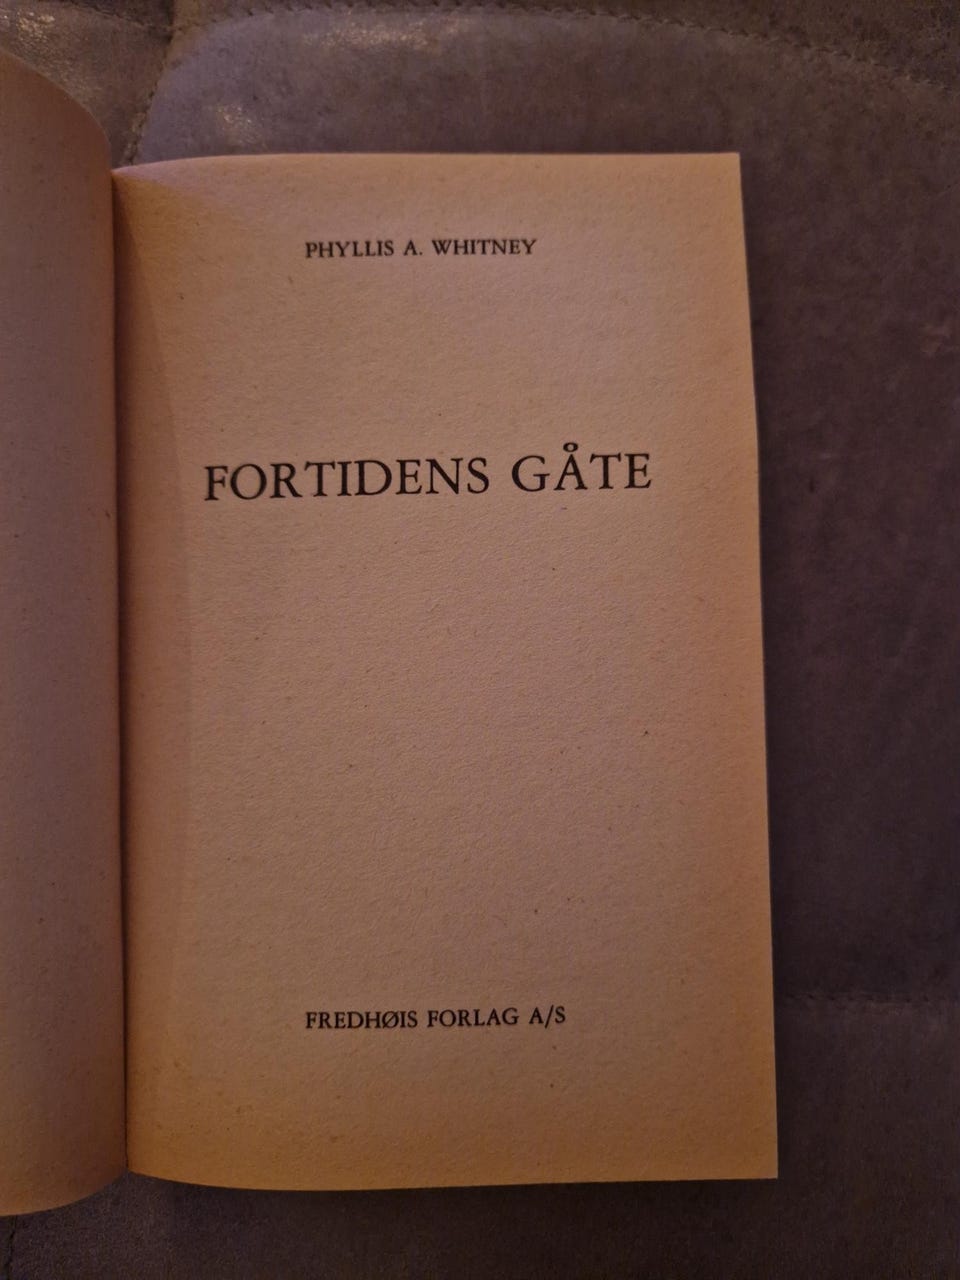 PHYLLIS A. WHITNEY
FORTIDENS GÅTE
FREDHØIS FORLAG A/S